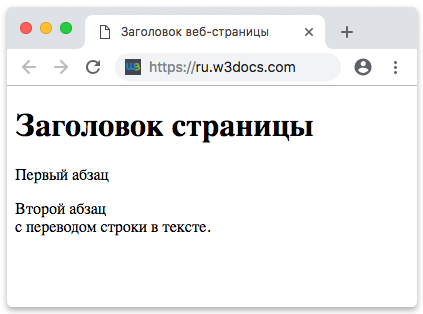 Заголовок веб-страницы
https://ru.w3docs.com
Заголовок страницы
Первый абзац
Второй абзац
с переводом строки в тексте.